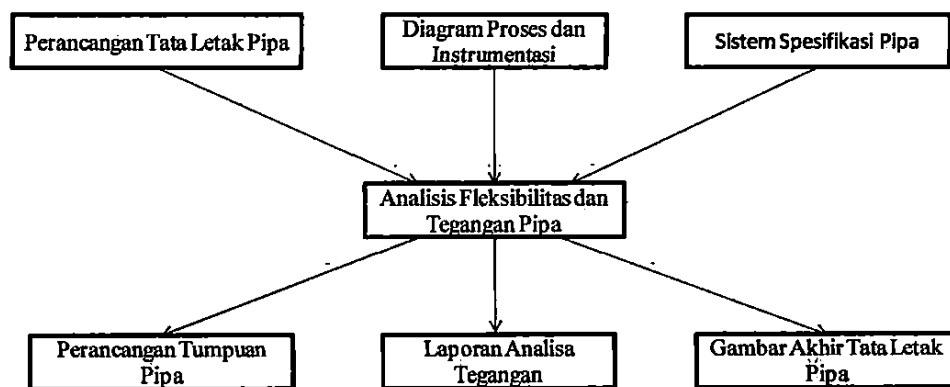 Perancangan Tata Letak Pipa
Diagram Proses dan
Instrumentasi
Sistem Spesifikasi Pipa
Analisis Fleksibilitas dan
Tegangan Pipa
Perancangan Tumpuan
Pipa
Laporan Analisa
Tegangan
Gambar Akhir Tata Letak
Pipa